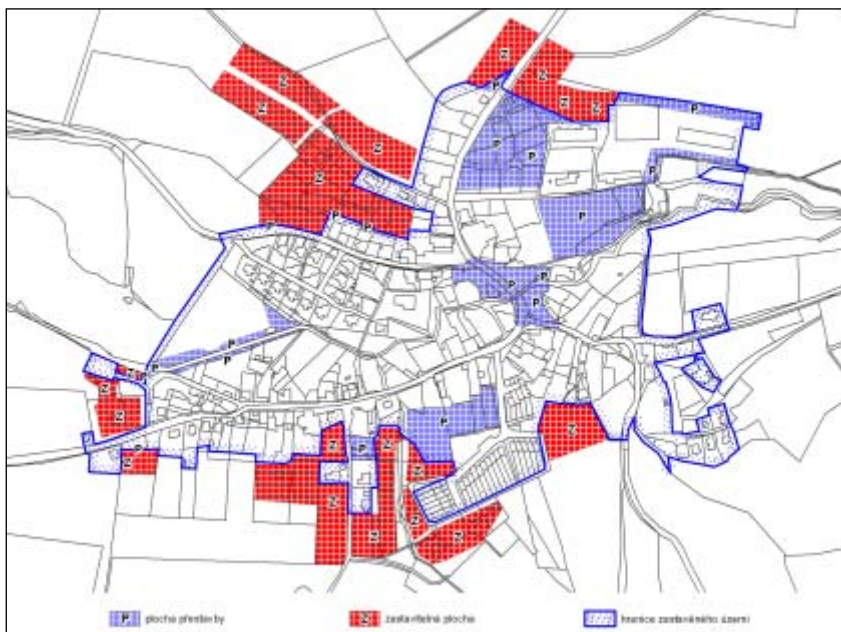 P plocha přestavby
Z zastavitelná plocha
hranice zastavěného území